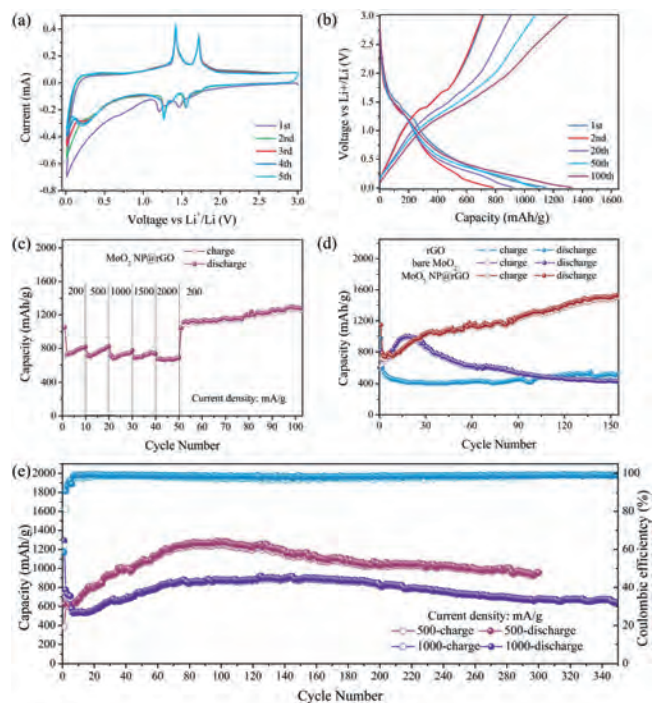 (a)
0.4
0.2
0.0
-0.2
-0.4
-0.6
-0.8
Current (mA)
1st
2nd
3rd
4th
5th
0.0 0.5 1.0 1.5 2.0 2.5 3.0
Voltage vs Li+/Li (V)
(b)
3.0
2.5
2.0
1.5
1.0
0.5
0.0
Voltage vs Li+/Li (V)
1st
2nd
20th
50th
100th
0 200 400 600 800 1000 1200 1400 1600
Capacity (mAh/g)
(c)
2000
1600
1200
800
400
0
Capacity (mAh/g)
MoO2 NP@rGO
charge
discharge
200 500 1000 1500 2000 200
Current density: mA/g
0 20 40 60 80 100
Cycle Number
(d)
2000
1600
1200
800
400
0
Capacity (mAh/g)
rGO charge discharge
bare MoO2 charge discharge
MoO2 NP@rGO charge discharge
0 30 60 90 120 150
Cycle Number
(e)
2000
1800
1600
1400
1200
1000
800
600
400
200
0
Capacity (mAh/g)
100
80
60
40
20
0
Coulombic efficientcy (%)
Current density: mA/g
500-charge 500-discharge
1000-charge 1000-discharge
0 20 40 60 80 100 120 140 160 180 200 220 240 260 280 300 320 340
Cycle Number